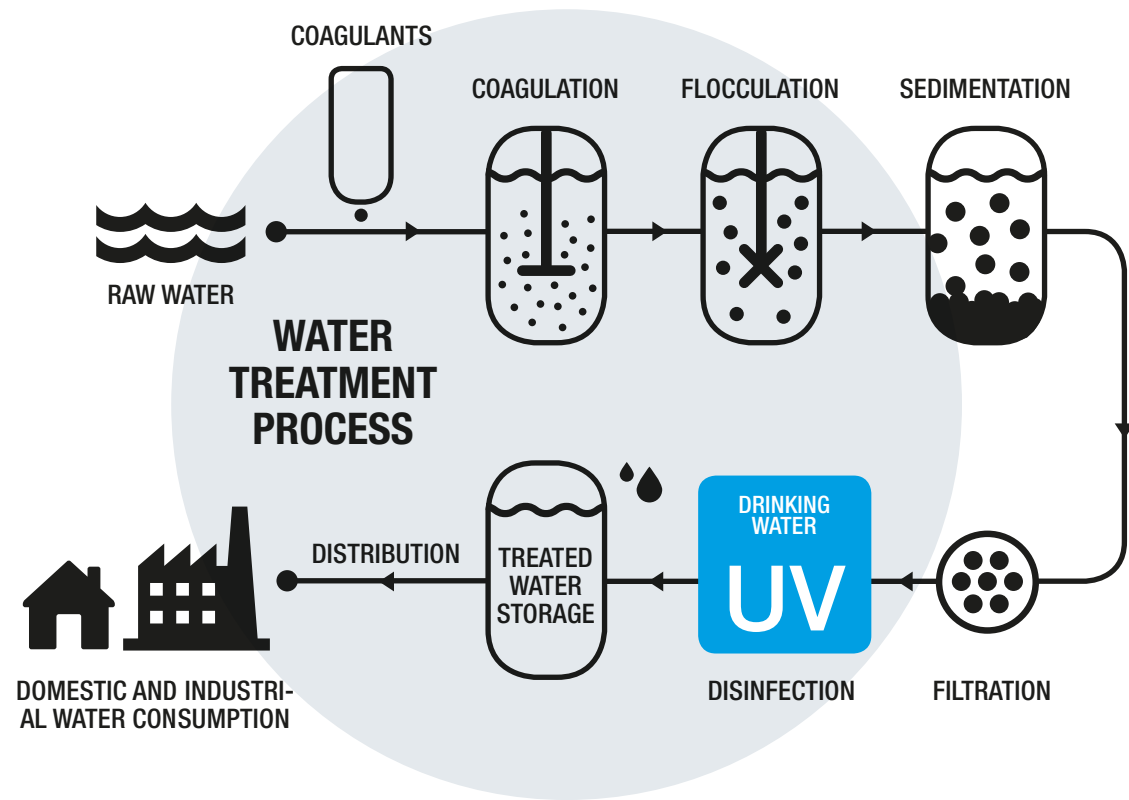 COAGULANTS
COAGULATION
FLOCCULATION
SEDIMENTATION
RAW WATER
WATER
TREATMENT
PROCESS
DRINKING
WATER
UV
DISTRIBUTION
TREATED
WATER
STORAGE
DOMESTIC AND INDUSTRI-
AL WATER CONSUMPTION
DISINFECTION
FILTRATION